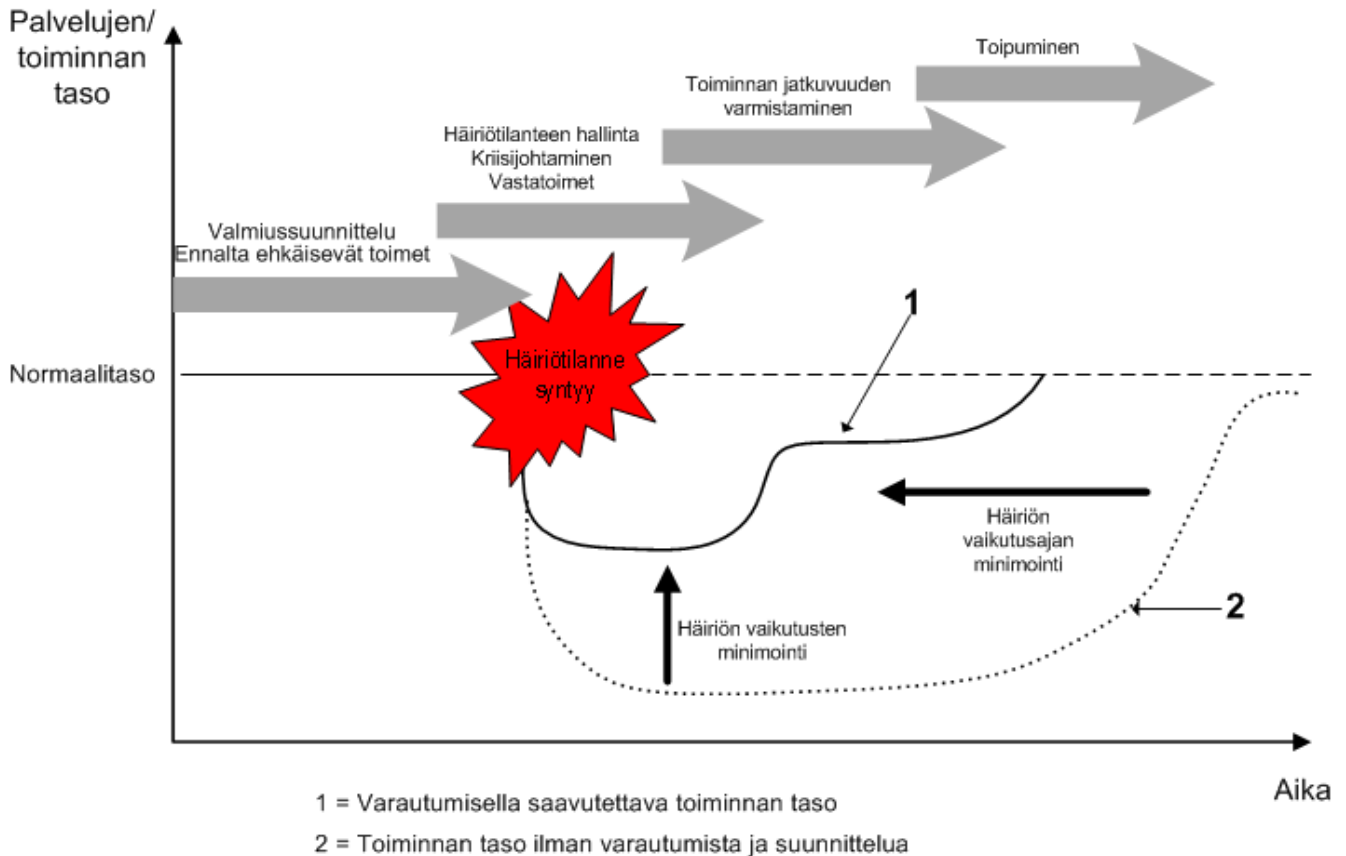 Palvelujen/
toiminnan
taso
Toipuminen
Toiminnan jatkuvuuden
varmistaminen
Häiriötilanteen hallinta
Kriisijohtaminen
Vastatoimet
Valmiussuunnittelu
Ennalta ehkäisevät toimet
1
Normaalitaso
Häiriötilanne
syntyy
Häiriön
vaikutusajan
minimointi
2
Häiriön vaikutusten
minimointi
Aika
1 = Varautumisella saavutettava toiminnan taso
2 = Toiminnan taso ilman varautumista ja suunnittelua